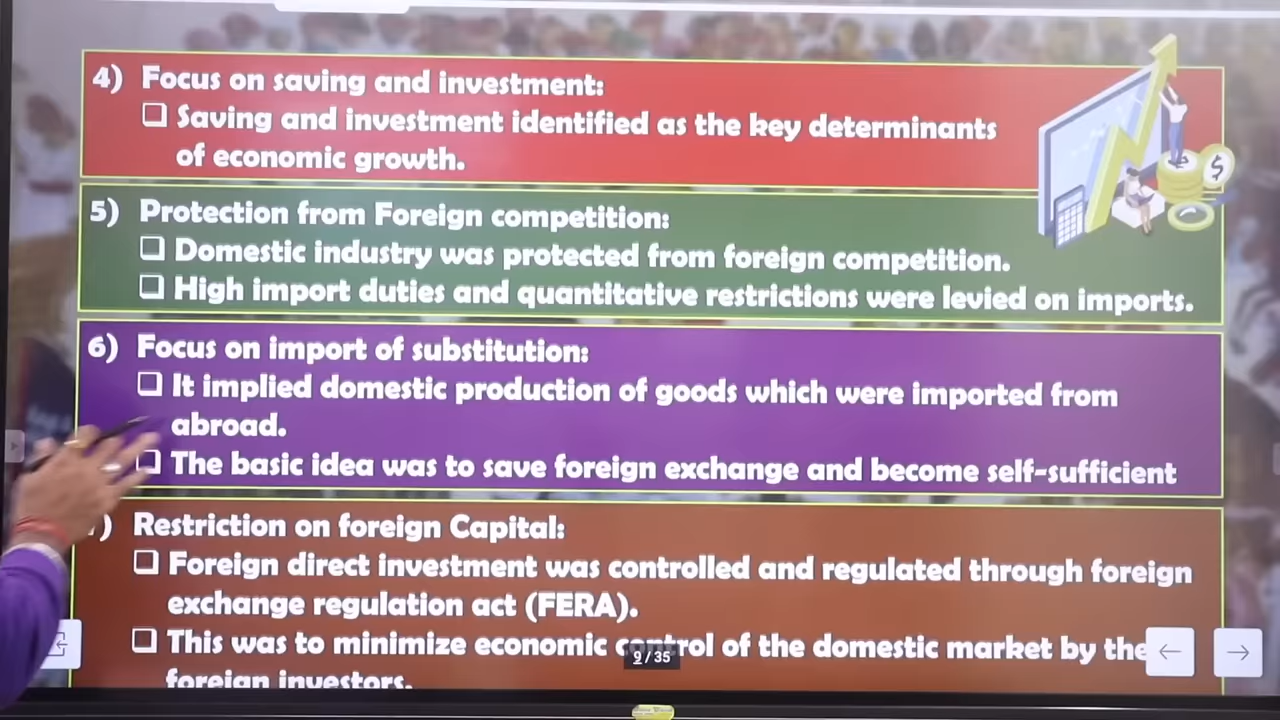 4) Focus on saving and investment:
❑ Saving and investment identified as the key determinants
of economic growth.
5) Protection from Foreign competition:
❑ Domestic industry was protected from foreign competition.
❑ High import duties and quantitative restrictions were levied on imports.
6) Focus on import of substitution:
❑ It implied domestic production of goods which were imported from
abroad.
❑ The basic idea was to save foreign exchange and become self-sufficient
) Restriction on foreign Capital:
❑ Foreign direct investment was controlled and regulated through foreign
exchange regulation act (FERA).
❑ This was to minimize economic control of the domestic market by the
foreign investors.
9 / 35